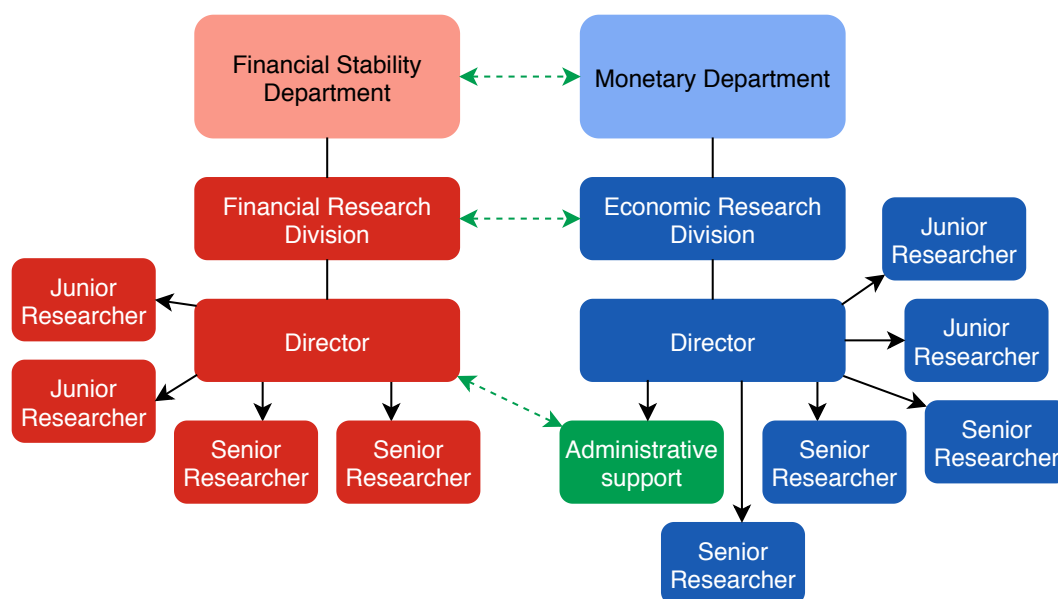 Financial Stability
Department
Monetary Department
Financial Research
Division
Economic Research
Division
Junior
Researcher
Junior
Researcher
Director
Director
Junior
Researcher
Junior
Researcher
Senior
Researcher
Senior
Researcher
Administrative
support
Senior
Researcher
Senior
Researcher
Senior
Researcher